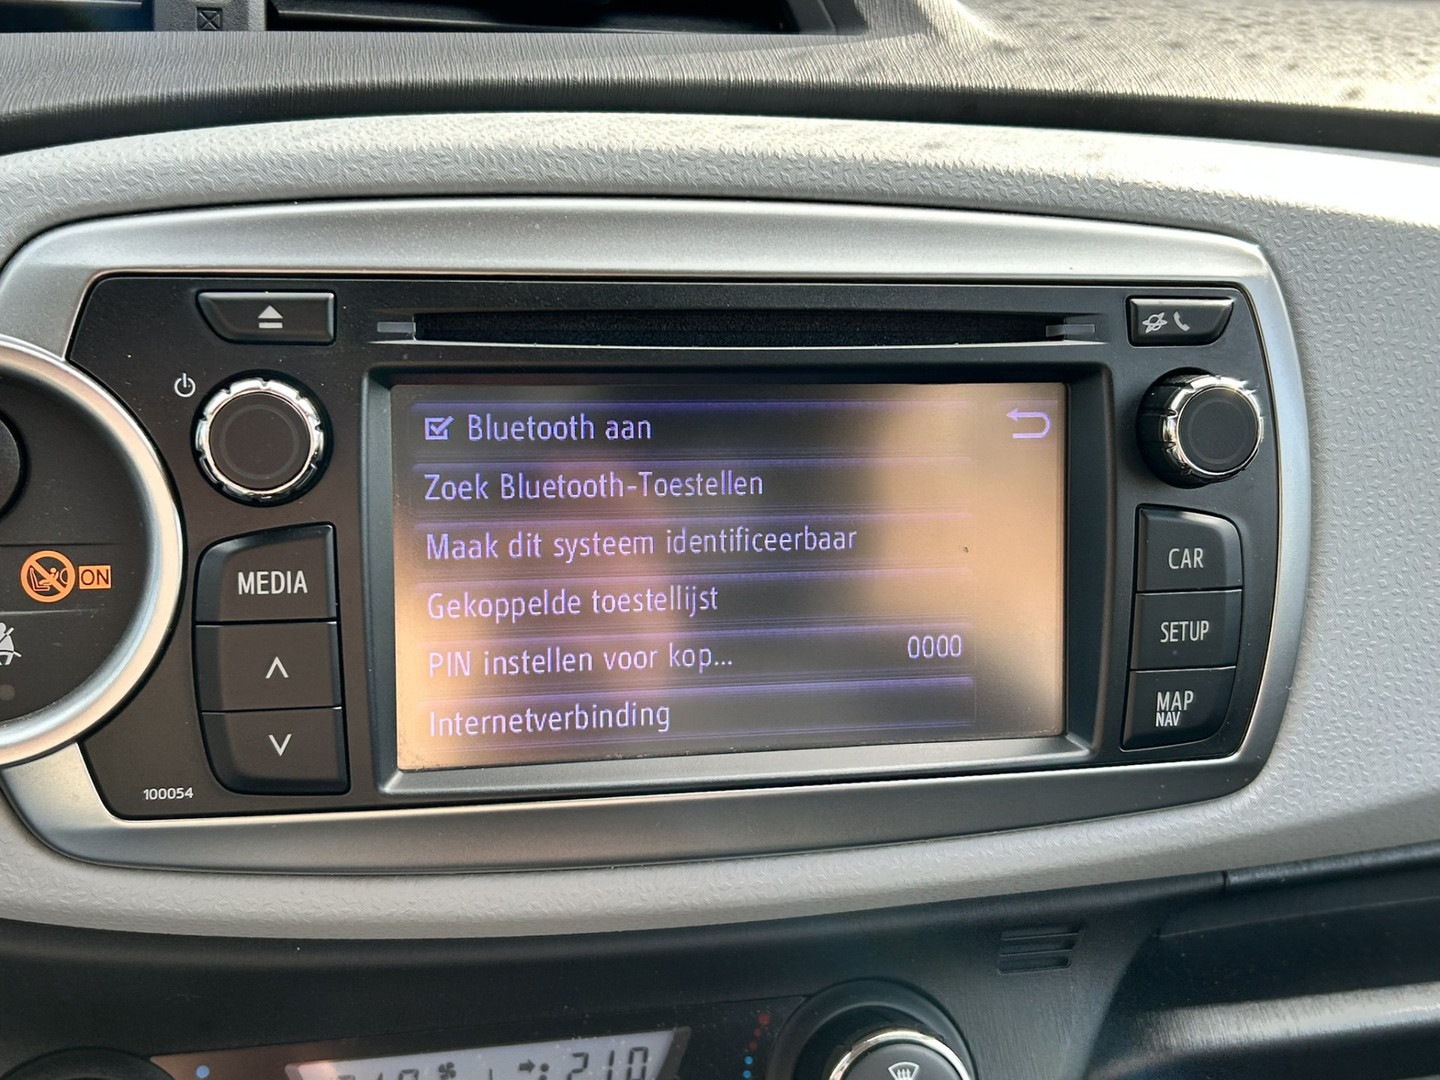 Bluetooth aan
Zoek Bluetooth-Toestellen
Maak dit systeem identificeerbaar
Gekoppelde toestellijst
PIN instellen voor kop... 0000
Internetverbinding
MEDIA
CAR
SETUP
MAP
NAV
ON
100054
210